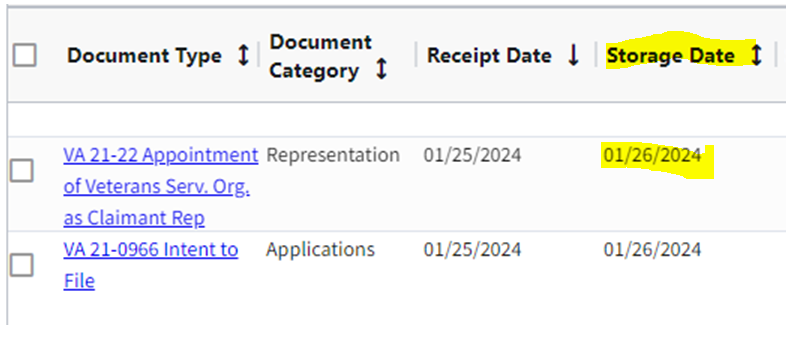 Document Type Document Category Receipt Date Storage Date
VA 21-22 Appointment Representation 01/25/2024 01/26/2024
of Veterans Serv. Org.
as Claimant Rep
VA 21-0966 Intent to Applications 01/25/2024 01/26/2024
File